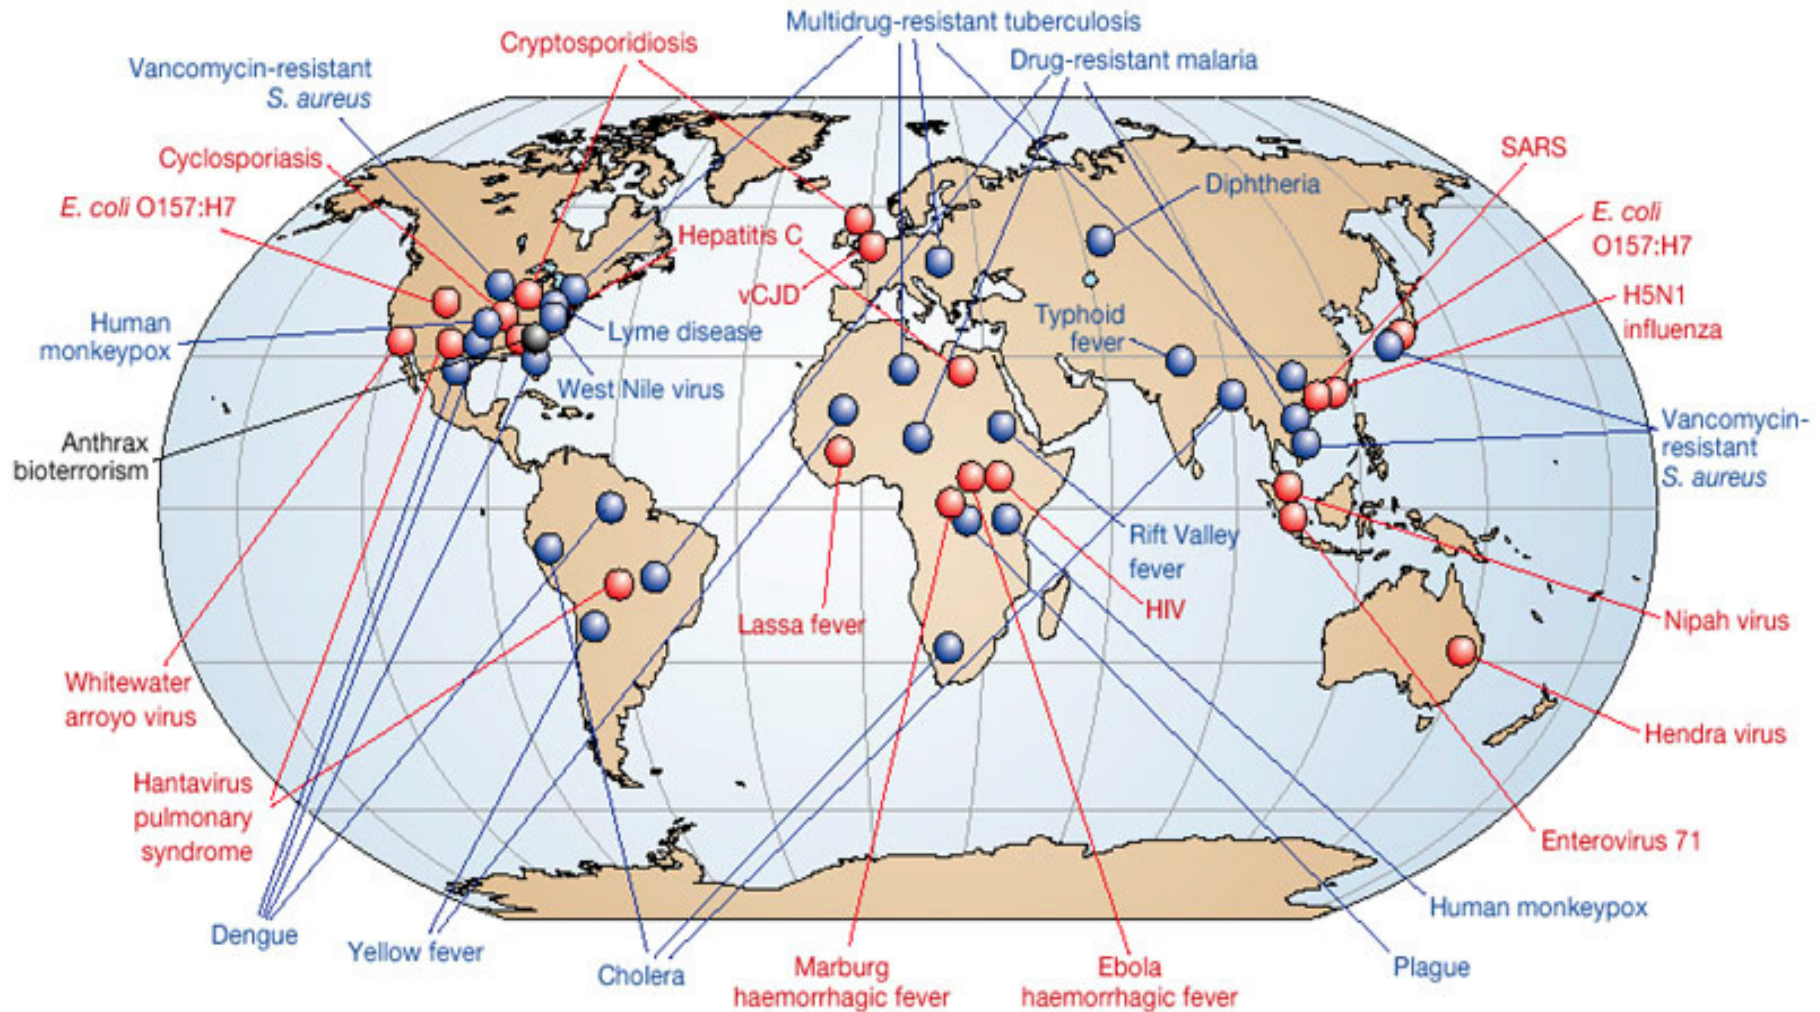 Multidrug-resistant tuberculosis
Cryptosporidiosis
Drug-resistant malaria
Vancomycin-resistant
S. aureus
SARS
Cyclosporiasis
Diphtheria
E. coli O157:H7
E. coli
O157:H7
Hepatitis C
vCJD
H5N1
influenza
Human
monkeypox
Lyme disease
Typhoid
fever
West Nile virus
Anthrax
bioterrorism
Vancomycin-
resistant
S. aureus
Rift Valley
fever
HIV
Lassa fever
Nipah virus
Whitewater
arroyo virus
Hendra virus
Hantavirus
pulmonary
syndrome
Enterovirus 71
Human monkeypox
Dengue
Yellow fever
Cholera
Marburg
haemorrhagic fever
Ebola
haemorrhagic fever
Plague